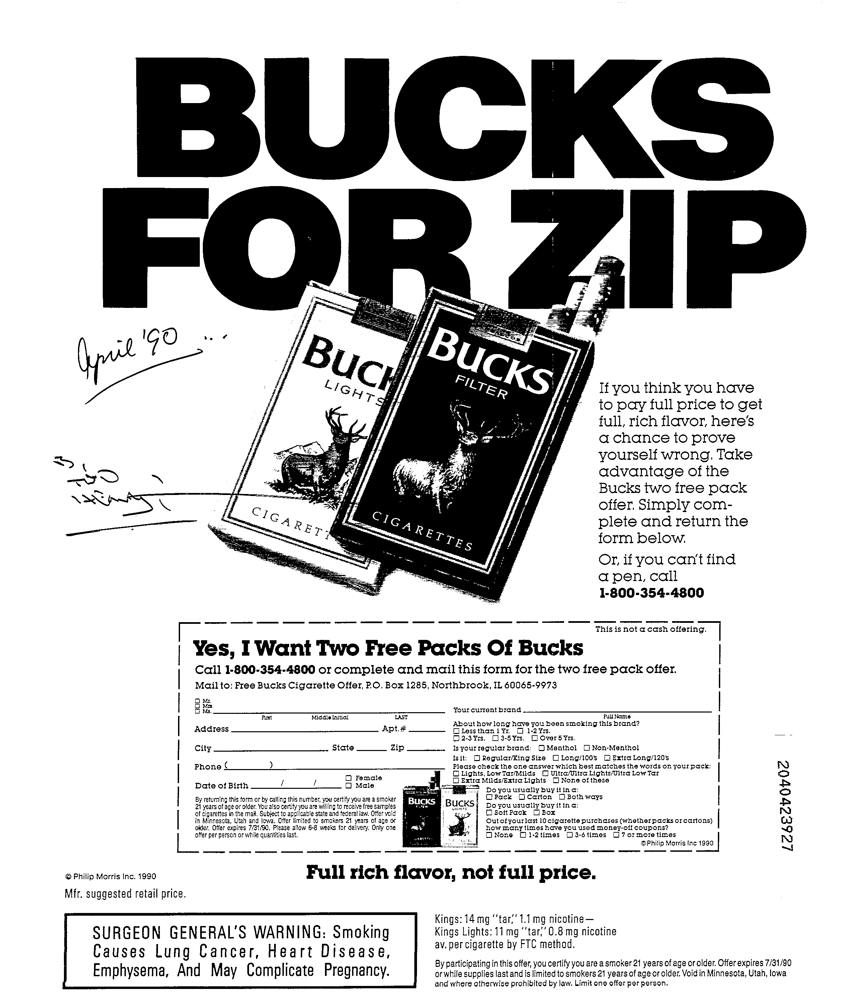 BUCKS
FOR ZIP
April '90 ...
BUCKS
LIGHTS
CIGARETTES
BUCKS
FILTER
CIGARETTES
If you think you have
to pay full price to get
full, rich flavor, here's
a chance to prove
yourself wrong. Take
advantage of the
Bucks two free pack
offer. Simply com-
plete and return the
form below.
Or, if you can't find
a pen, call
1-800-354-4800
This is not a cash offering.
Yes, I Want Two Free Packs Of Bucks
Call 1-800-354-4800 or complete and mail this form for the two free pack offer.
Mail to: Free Bucks Cigarette Offer, P.O. Box 1285, Northbrook, IL 60065-9973
Mr.
Mrs.
Ms.
First Middle Initial LAST
Address Apt. #
City State Zip
Phone ( )
Date of Birth / / Female
Male
By returning this form or by calling this number, you certify you are a smoker
21 years of age or older. You also certify you are willing to receive free samples
of cigarettes in the mail. Subject to applicable state and federal law. Offer void
in Minnesota, Utah and Iowa. Offer limited to smokers 21 years of age or
older. Offer expires 7/31/90. Please allow 6-8 weeks for delivery. Only one
offer per person or while quantities last.
Your current brand
Full Name
About how long have you been smoking this brand?
Less than 1 Yr. 1-2 Yrs.
2-3 Yrs. 3-5 Yrs. Over 5 Yrs.
Is your regular brand: Menthol Non-Menthol
Is it: Regular/King Size Long/100's Extra Long/120's
Please check the one answer which best matches the words on your pack:
Lights, Low Tar/Milds Ultra/Ultra Lights/Ultra Low Tar
Extra Milds/Extra Lights None of these
Do you usually buy it in a:
Pack Carton Both ways
Do you usually buy it in a:
Soft Pack Box
Out of your last 10 cigarette purchases (whether packs or cartons)
how many times have you used money-off coupons?
None 1-2 times 3-6 times 7 or more times
© Philip Morris Inc 1990
BUCKS
BUCKS
2040423927
© Philip Morris Inc. 1990
Full rich flavor, not full price.
Mfr. suggested retail price.
SURGEON GENERAL'S WARNING: Smoking
Causes Lung Cancer, Heart Disease,
Emphysema, And May Complicate Pregnancy.
Kings: 14 mg "tar," 1.1 mg nicotine—
Kings Lights: 11 mg "tar," 0.8 mg nicotine
av. per cigarette by FTC method.
By participating in this offer, you certify you are a smoker 21 years of age or older. Offer expires 7/31/90
or while supplies last and is limited to smokers 21 years of age or older. Void in Minnesota, Utah, Iowa
and where otherwise prohibited by law. Limit one offer per person.